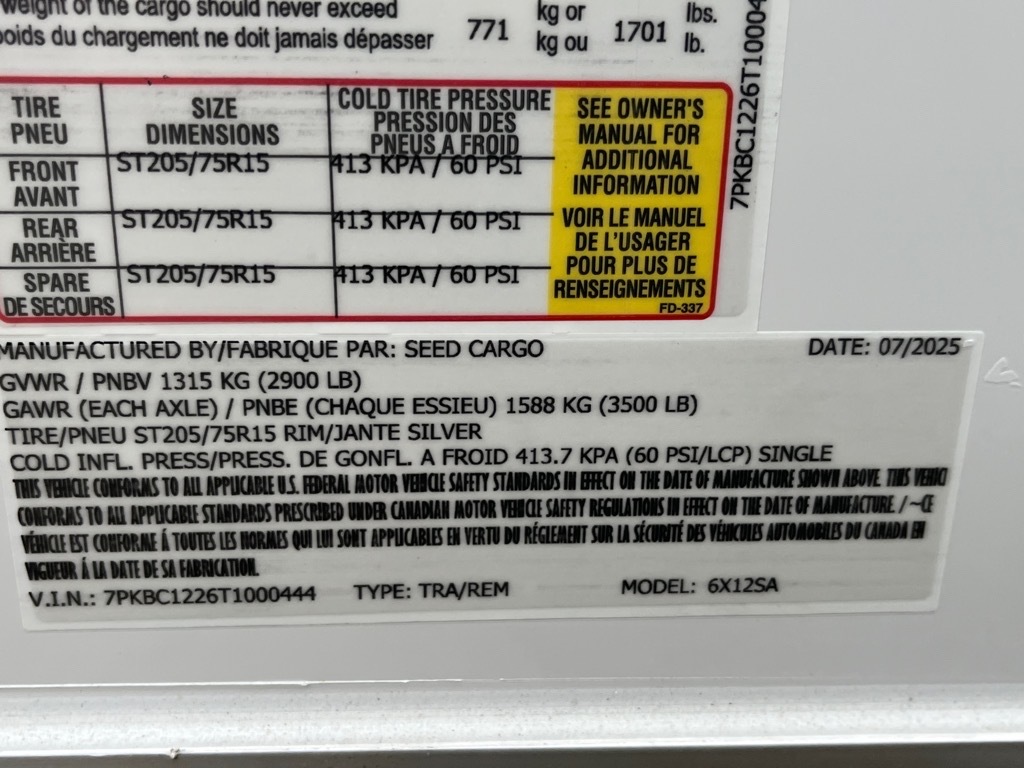 weight of the cargo should never exceed
poids du chargement ne doit jamais dépasser
771
kg or
kg ou
1701
lbs.
lb.
TIRE
PNEU
SIZE
DIMENSIONS
COLD TIRE PRESSURE
PRESSION DES
PNEUS A FROID
FRONT
AVANT
ST205/75R15
413 KPA / 60 PSI
REAR
ARRIÈRE
ST205/75R15
413 KPA / 60 PSI
SPARE
DE SECOURS
ST205/75R15
413 KPA / 60 PSI
SEE OWNER'S
MANUAL FOR
ADDITIONAL
INFORMATION
VOIR LE MANUEL
DE L'USAGER
POUR PLUS DE
RENSEIGNEMENTS
FD-337
7PKBC1226T10004
MANUFACTURED BY/FABRIQUE PAR: SEED CARGO DATE: 07/2025
GVWR / PNBV 1315 KG (2900 LB)
GAWR (EACH AXLE) / PNBE (CHAQUE ESSIEU) 1588 KG (3500 LB)
TIRE/PNEU ST205/75R15 RIM/JANTE SILVER
COLD INFL. PRESS/PRESS. DE GONFL. A FROID 413.7 KPA (60 PSI/LCP) SINGLE
THIS VEHICLE CONFORMS TO ALL APPLICABLE U.S. FEDERAL MOTOR VEHICLE SAFETY STANDARDS IN EFFECT ON THE DATE OF MANUFACTURE SHOWN ABOVE. THIS VEHICL
CONFORMS TO ALL APPLICABLE STANDARDS PRESCRIBED UNDER CANADIAN MOTOR VEHICLE SAFETY REGULATIONS IN EFFECT ON THE DATE OF MANUFACTURE. / ~CE
VÉHICLE EST CONFORME Á TOUTES LES NORMES QUI LUI SONT APPLICABLES EN VERTU DU RÉGLEMENT SUR LA SÉCURITÉ DES VÉHICULES AUTOMOBILES DU CANADA EN
VIGUEUR Á LA DATE DE SA FABRICATION.
V.I.N.: 7PKBC1226T1000444 TYPE: TRA/REM MODEL: 6X12SA